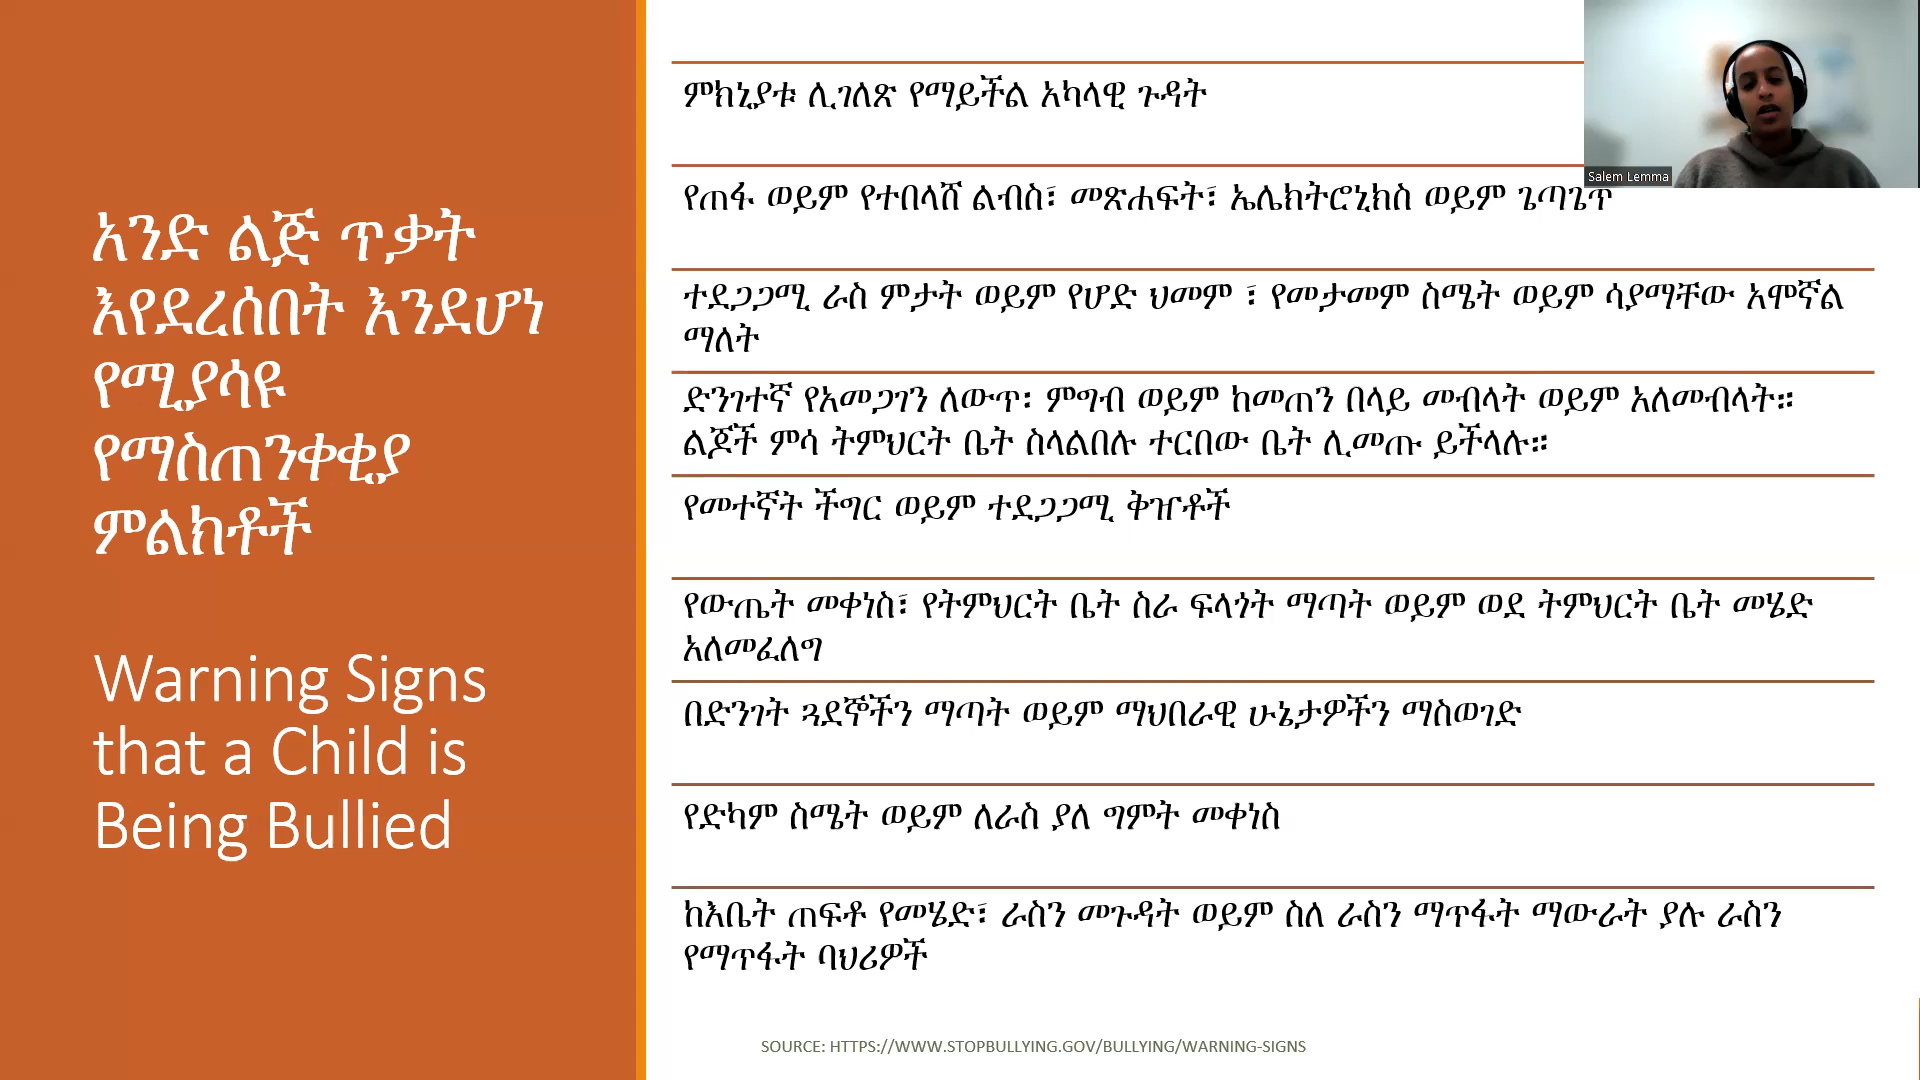 አንድ ልጅ ጥቃት
እየደረሰበት እንደሆነ
የሚያሳዩ
የማስጠንቀቂያ
ምልክቶች
Warning Signs
that a Child is
Being Bullied
ምክኒያቱ ሊገለጽ የማይችል አካላዊ ጉዳት
የጠፋ ወይም የተበላሸ ልብስ፣ መጽሐፍት፣ ኤሌክትሮኒክስ ወይም ጌጣጌጥ
ተደጋጋሚ ራስ ምታት ወይም የሆድ ህመም ፣ የመታመም ስሜት ወይም ሳያማቸው አሞኛል
ማለት
ድንገተኛ የአመጋገን ለውጥ፡ ምግብ ወይም ከመጠን በላይ መብላት ወይም አለመብላት።
ልጆች ምሳ ትምህርት ቤት ስላልበሉ ተርበው ቤት ሊመጡ ይችላሉ።
የመተኛት ችግር ወይም ተደጋጋሚ ቅዠቶች
የውጤት መቀነስ፣ የትምህርት ቤት ስራ ፍላጎት ማጣት ወይም ወደ ትምህርት ቤት መሄድ
አለመፈለግ
በድንገት ጓደኞችን ማጣት ወይም ማህበራዊ ሁኔታዎችን ማስወገድ
የድካም ስሜት ወይም ለራስ ያለ ግምት መቀነስ
ከእቤት ጠፍቶ የመሄድ፣ ራስን መጉዳት ወይም ስለ ራስን ማጥፋት ማውራት ያሉ ራስን
የማጥፋት ባህሪዎች
SOURCE: HTTPS://WWW.STOPBULLYING.GOV/BULLYING/WARNING-SIGNS
Salem Lemma